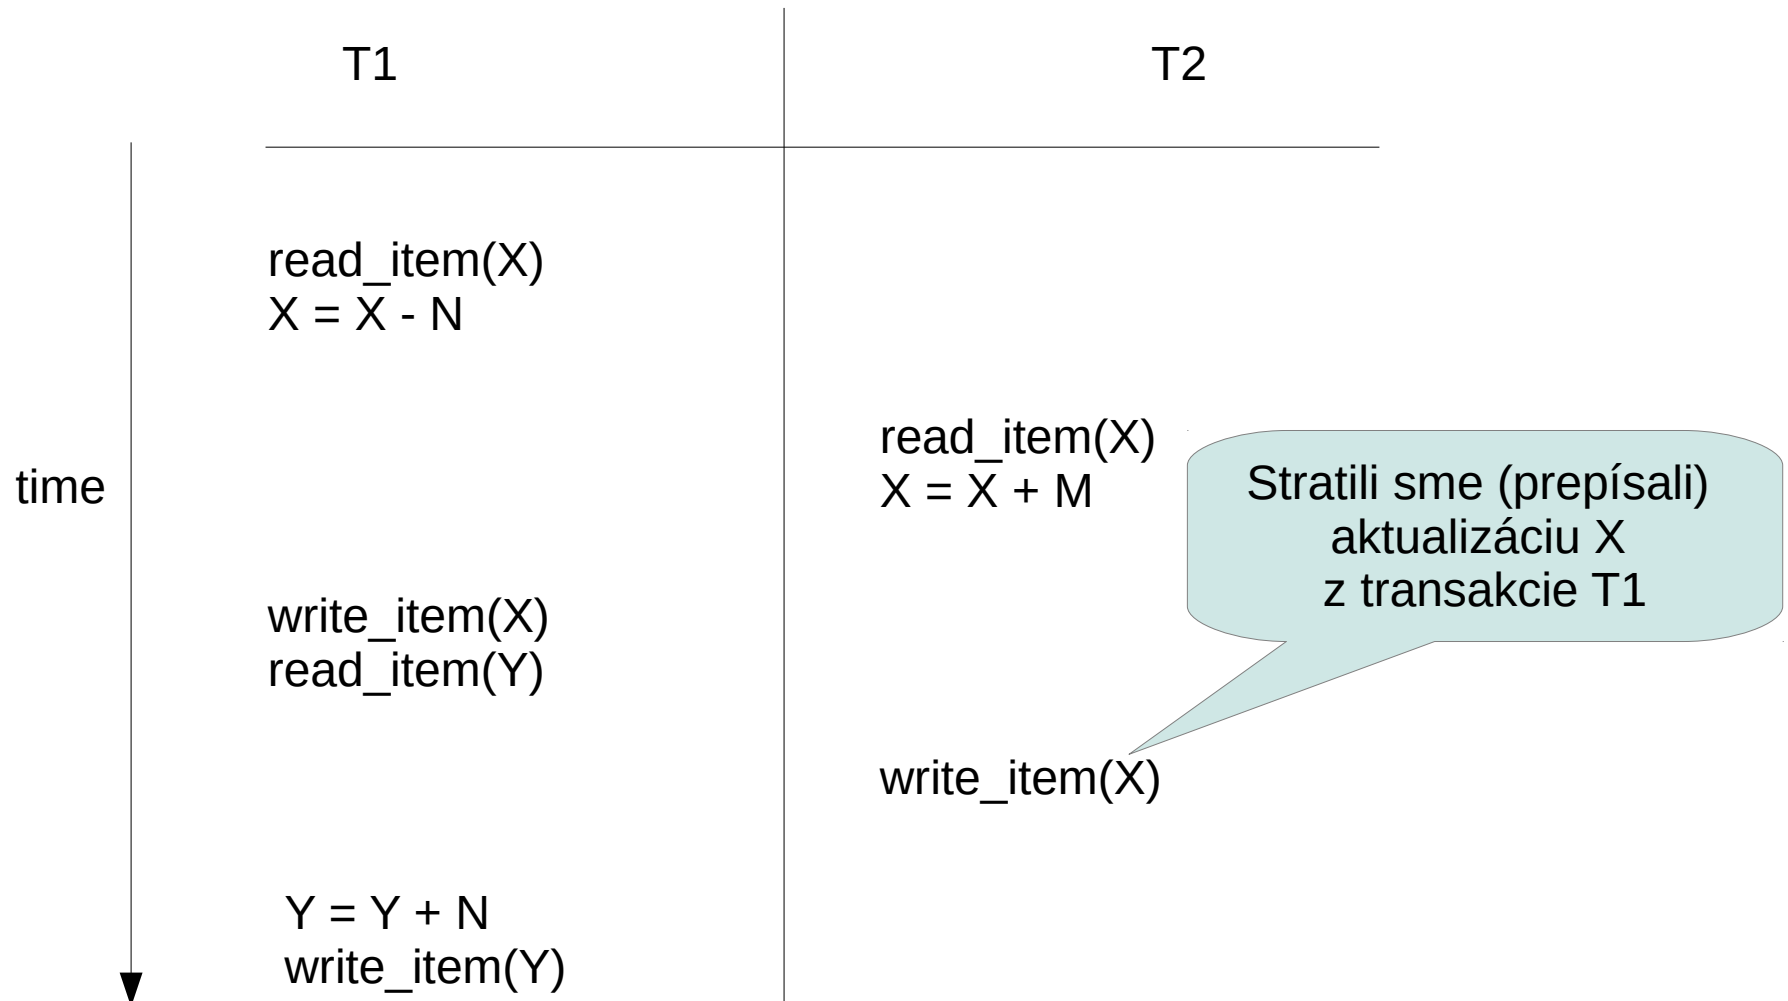 T1
T2
read_item(X)
X = X - N
read_item(X)
X = X + M
time
Stratili sme (prepísali)
aktualizáciu X
z transakcie T1
write_item(X)
read_item(Y)
write_item(X)
Y = Y + N
write_item(Y)